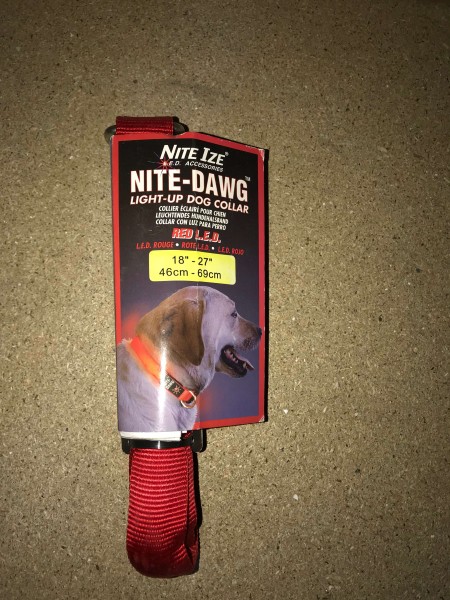 NITE IZE®
L.E.D. ACCESSORIES
NITE-DAWG™
LIGHT-UP DOG COLLAR
COLLIER ÉCLAIRÉ POUR CHIEN
LEUCHTENDES HUNDEHALSBAND
COLLAR CON LUZ PARA PERRO
RED L.E.D.
L.E.D. ROUGE • ROTE L.E.D. • L.E.D. ROJO
18" - 27"
46cm - 69cm